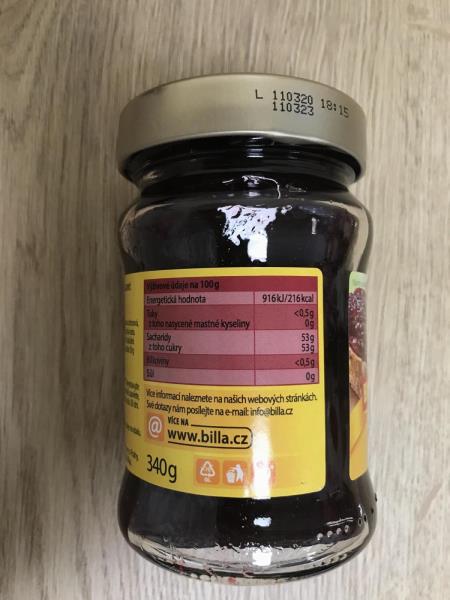 L 110320 18:15
110323
Výživové údaje na 100g
Energetická hodnota 916kJ/216kcal
Tuky <0,5g
z toho nasycené mastné kyseliny 0g
Sacharidy 53g
z toho cukry 53g
Bílkoviny <0,5g
Sůl 0g
Více informací naleznete na našich webových stránkách.
Své dotazy nám posílejte na e-mail: info@billa.cz
@ VÍCE NA
www.billa.cz
340g